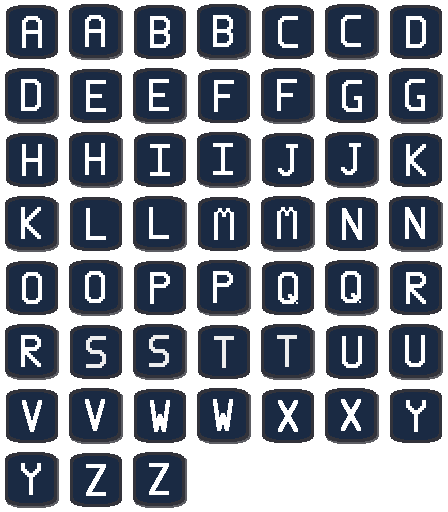 A A B B C C D
D E E F F G G
H H I I J J K
K L L M M N N
O O P P Q Q R
R S S T T U U
V V W W X X Y
Y Z Z